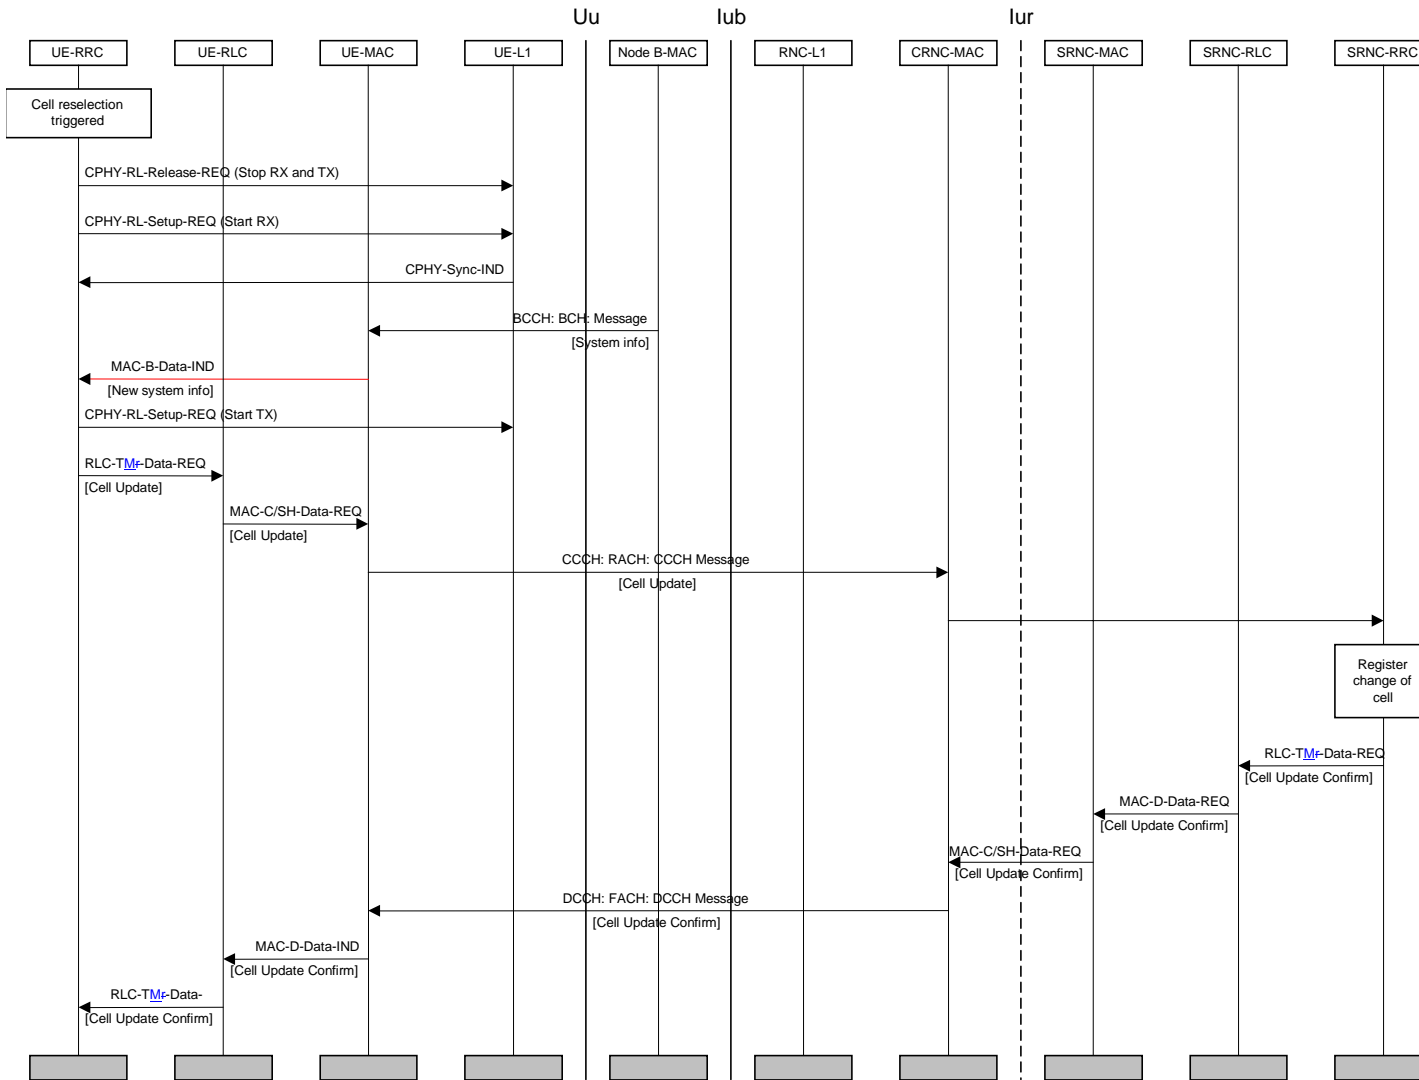 Uu Iub Iur
UE-RRC UE-RLC UE-MAC UE-L1 Node B-MAC RNC-L1 CRNC-MAC SRNC-MAC SRNC-RLC SRNC-RRC
Cell reselection
triggered
CPHY-RL-Release-REQ (Stop RX and TX)
CPHY-RL-Setup-REQ (Start RX)
CPHY-Sync-IND
BCCH: BCH: Message
[System info]
MAC-B-Data-IND
[New system info]
CPHY-RL-Setup-REQ (Start TX)
RLC-TMr-Data-REQ
[Cell Update]
MAC-C/SH-Data-REQ
[Cell Update]
CCCH: RACH: CCCH Message
[Cell Update]
Register
change of
cell
RLC-TMr-Data-REQ
[Cell Update Confirm]
MAC-D-Data-REQ
[Cell Update Confirm]
MAC-C/SH-Data-REQ
[Cell Update Confirm]
DCCH: FACH: DCCH Message
[Cell Update Confirm]
MAC-D-Data-IND
[Cell Update Confirm]
RLC-TMr-Data-
[Cell Update Confirm]